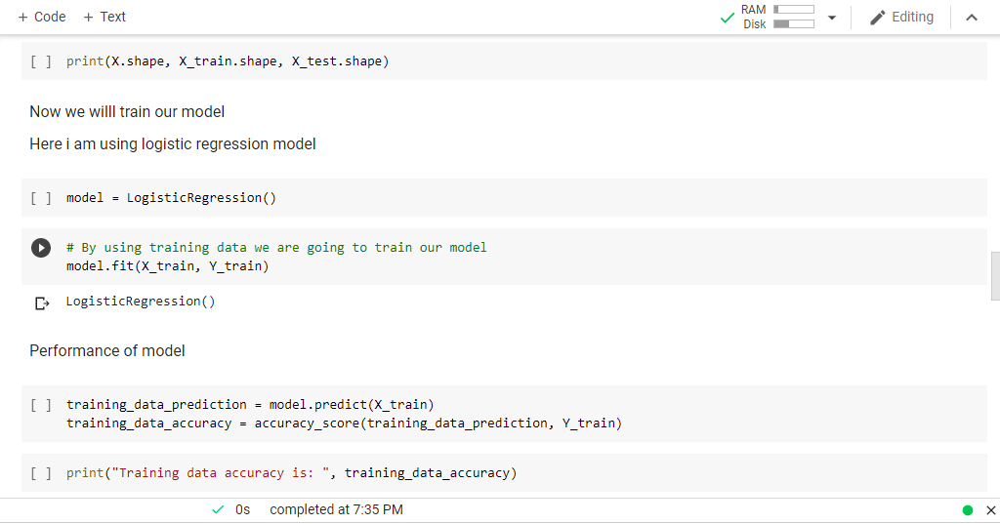 + Code + Text
RAM
Disk
Editing
[ ] print(X.shape, X_train.shape, X_test.shape)
Now we willl train our model
Here i am using logistic regression model
[ ] model = LogisticRegression()
# By using training data we are going to train our model
model.fit(X_train, Y_train)
LogisticRegression()
Performance of model
[ ] training_data_prediction = model.predict(X_train)
training_data_accuracy = accuracy_score(training_data_prediction, Y_train)
[ ] print("Training data accuracy is: ", training_data_accuracy)
0s completed at 7:35 PM